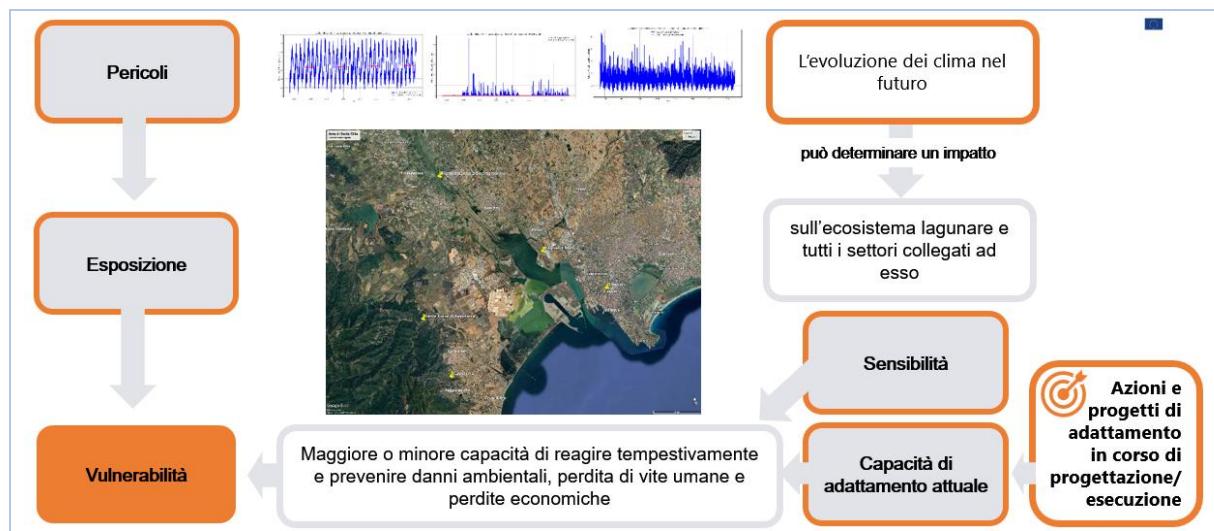 Pericoli
L'evoluzione dei clima nel
futuro
può determinare un impatto
sull'ecosistema lagunare e
tutti i settori collegati ad
esso
Esposizione
Sensibilità
Azioni e
progetti di
adattamento
in corso di
progettazione/
esecuzione
Vulnerabilità
Maggiore o minore capacità di reagire tempestivamente
e prevenire danni ambientali, perdita di vite umane e
perdite economiche
Capacità di
adattamento attuale